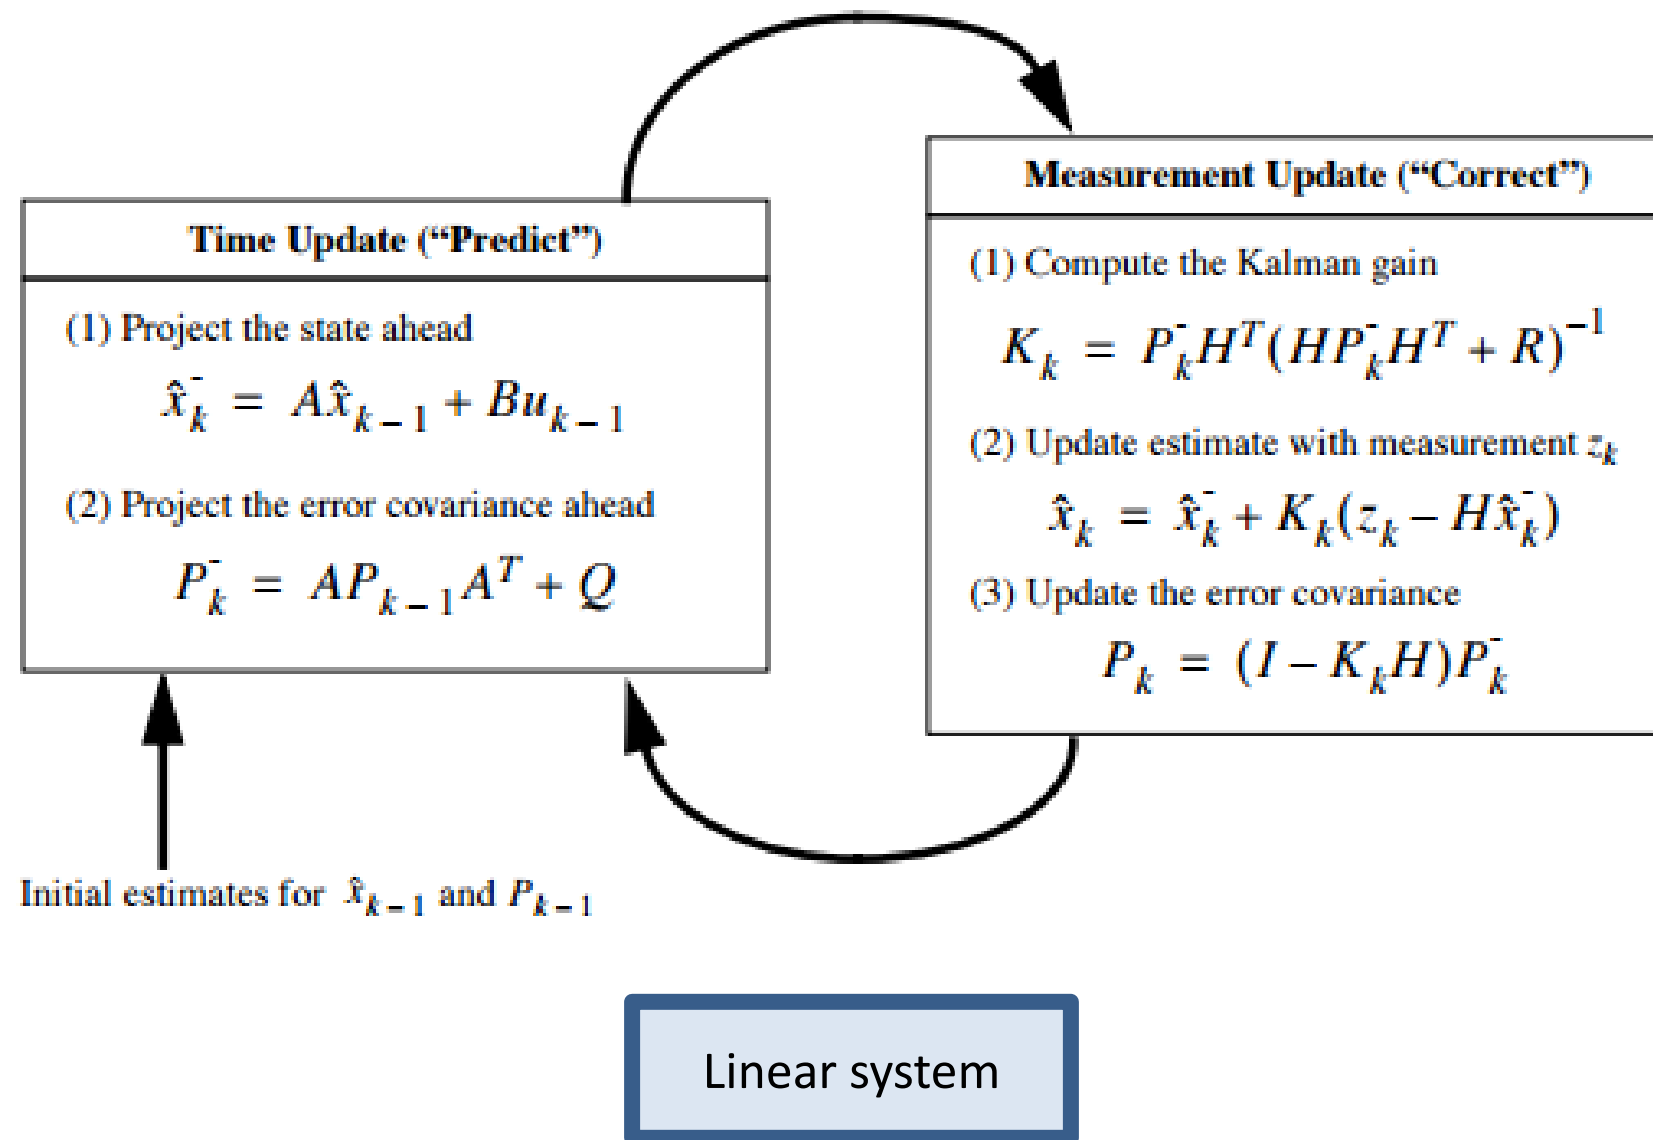 Time Update (“Predict”)
(1) Project the state ahead
x̂ₖ⁻ = Ax̂ₖ₋₁ + Buₖ₋₁
(2) Project the error covariance ahead
Pₖ⁻ = APₖ₋₁Aᵀ + Q
Initial estimates for x̂ₖ₋₁ and Pₖ₋₁
Measurement Update (“Correct”)
(1) Compute the Kalman gain
Kₖ = Pₖ⁻Hᵀ(HPₖ⁻Hᵀ + R)⁻¹
(2) Update estimate with measurement zₖ
x̂ₖ = x̂ₖ⁻ + Kₖ(zₖ – Hx̂ₖ⁻)
(3) Update the error covariance
Pₖ = (I – KₖH)Pₖ⁻
Linear system